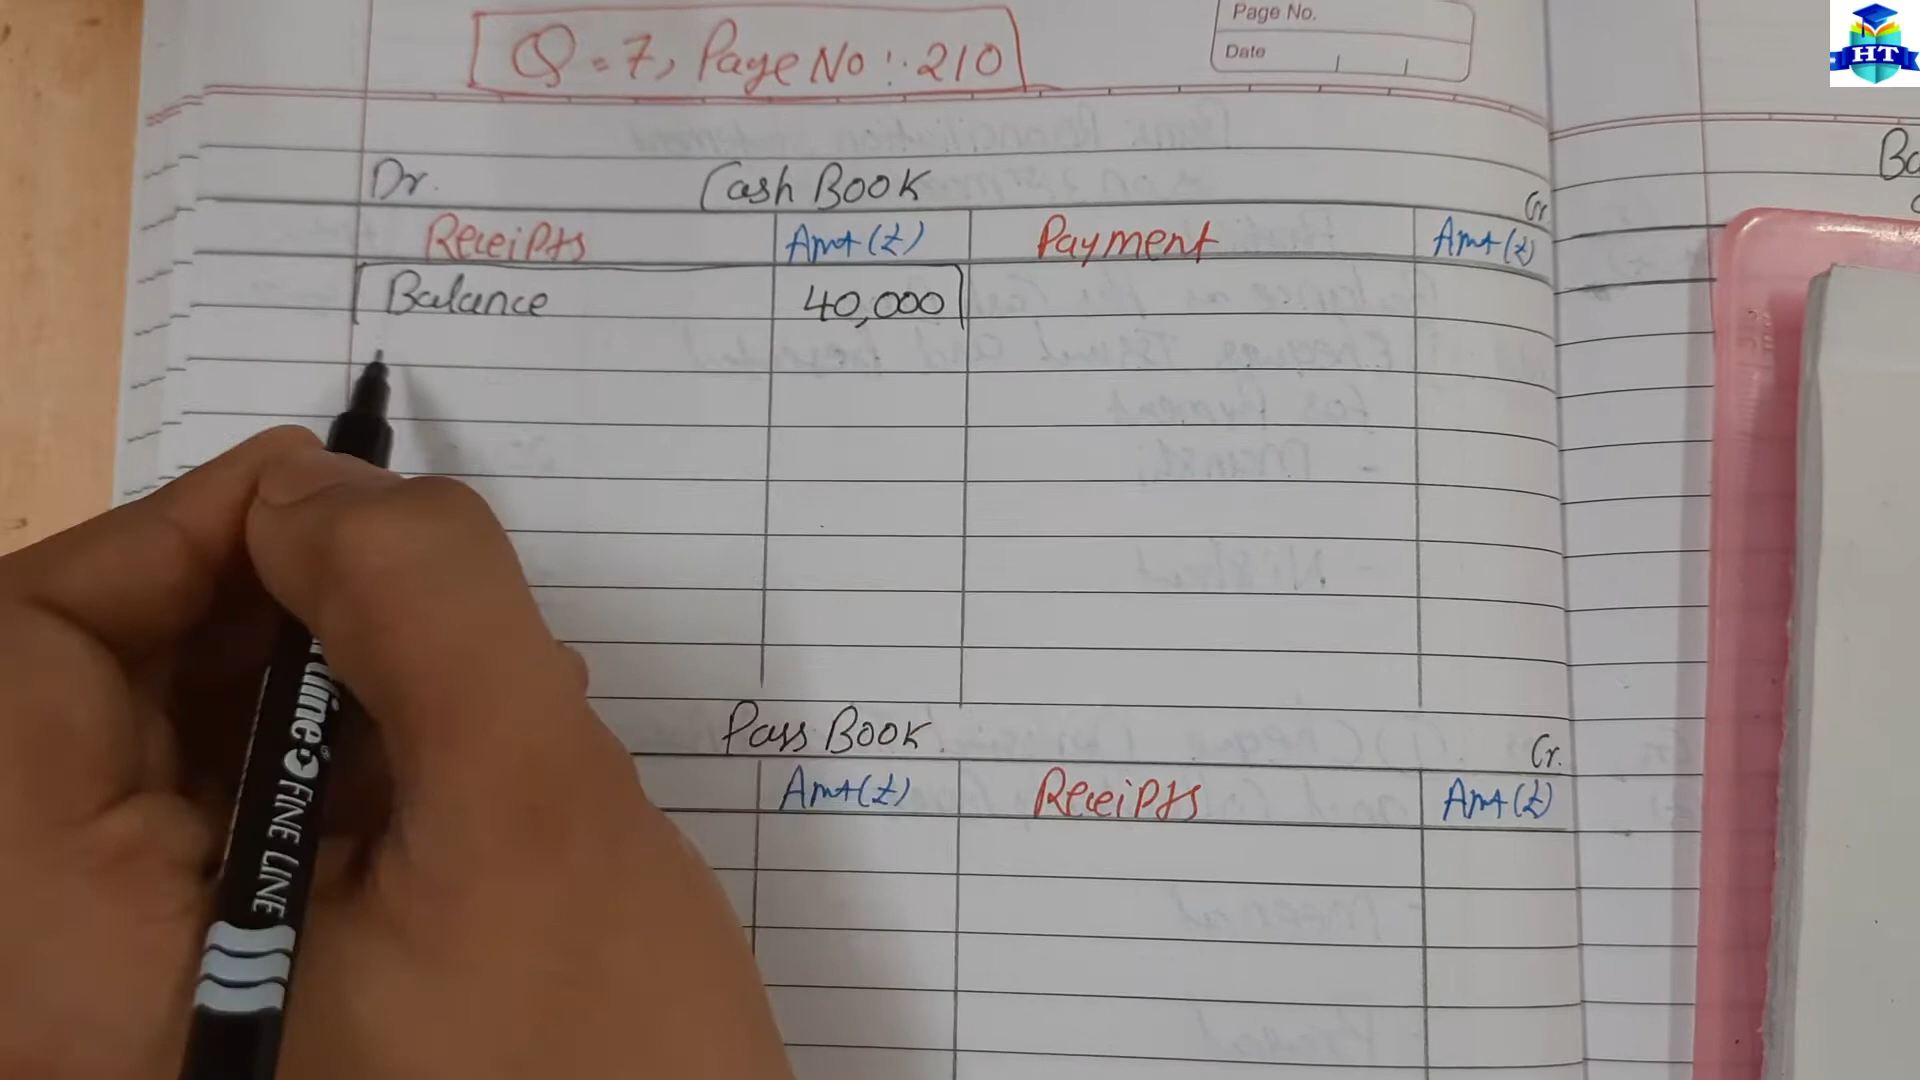 Page No.
HT
Q=7, Page No:- 210
Date
Dr. Cash BOOK Cr
Receipts Amt(₹) Payment Amt(₹)
Balance 40,000
Pass BOOK Cr.
Amt(₹) Receipts Amt(₹)
FINE LINE